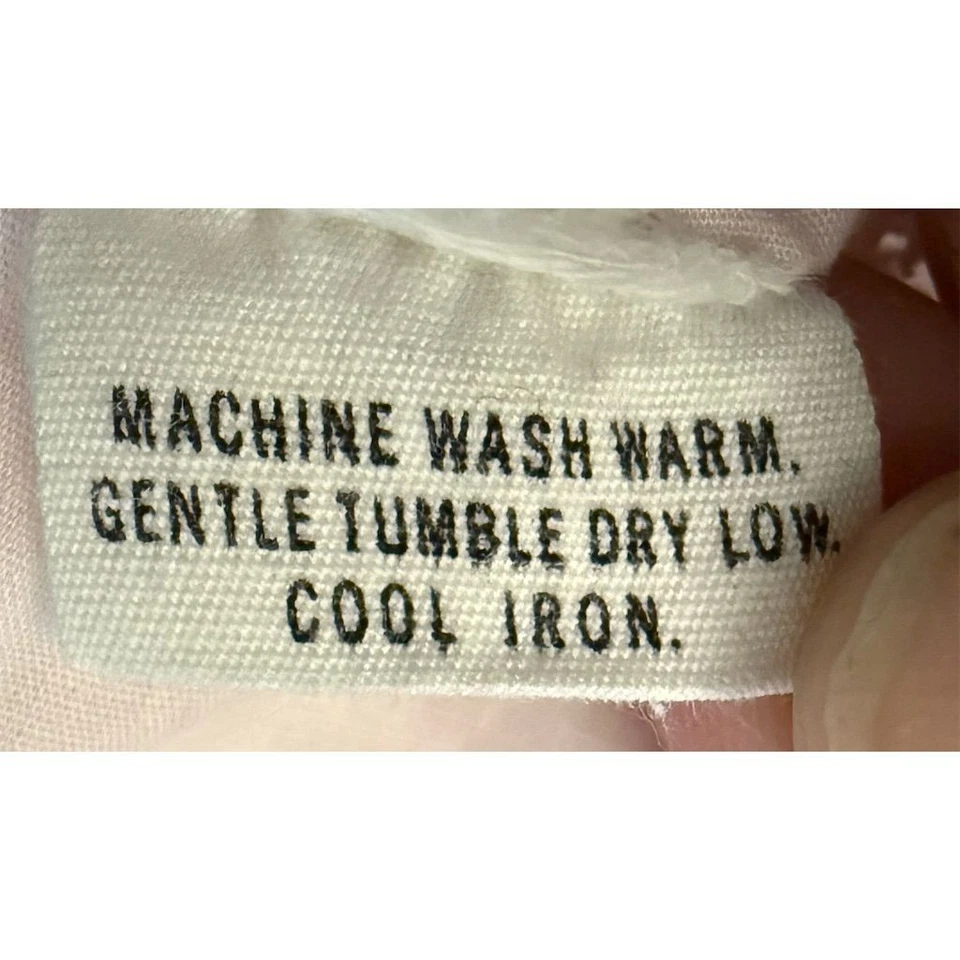 MACHINE WASH WARM.
GENTLE TUMBLE DRY LOW.
COOL IRON.